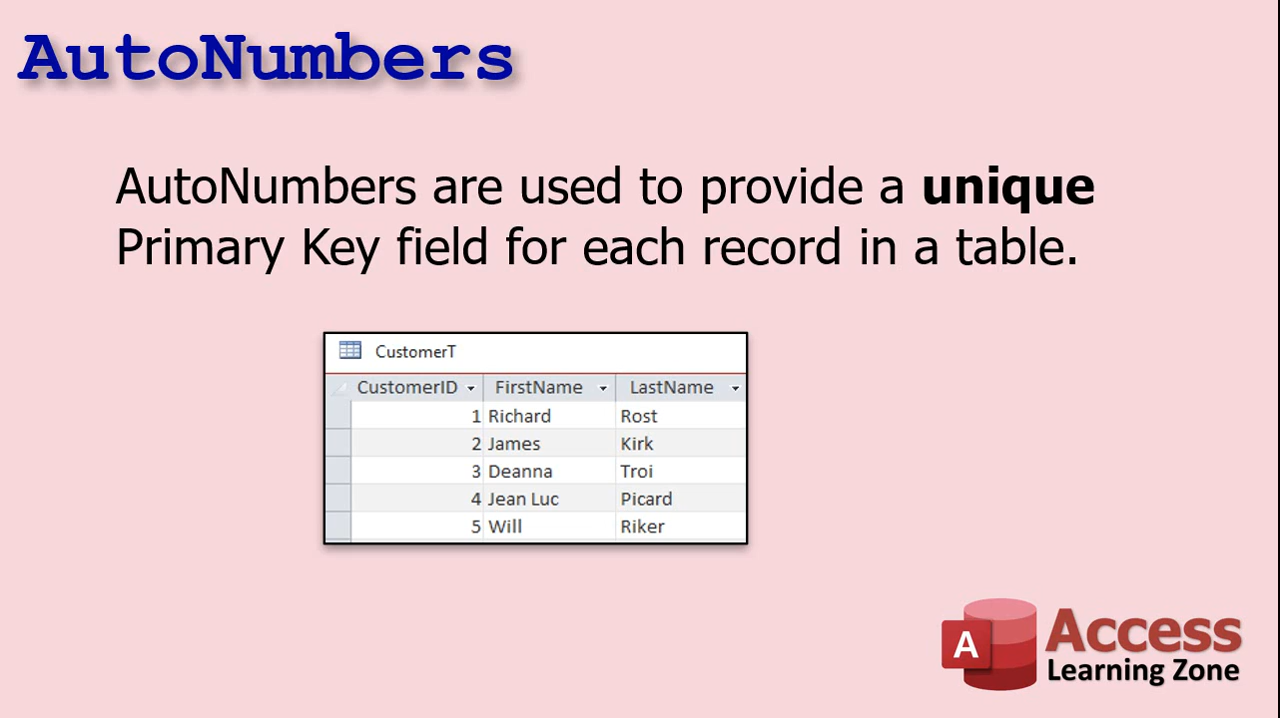 AutoNumbers
AutoNumbers are used to provide a unique
Primary Key field for each record in a table.
CustomerT
CustomerID FirstName LastName
1 Richard Rost
2 James Kirk
3 Deanna Troi
4 Jean Luc Picard
5 Will Riker
A Access
Learning Zone